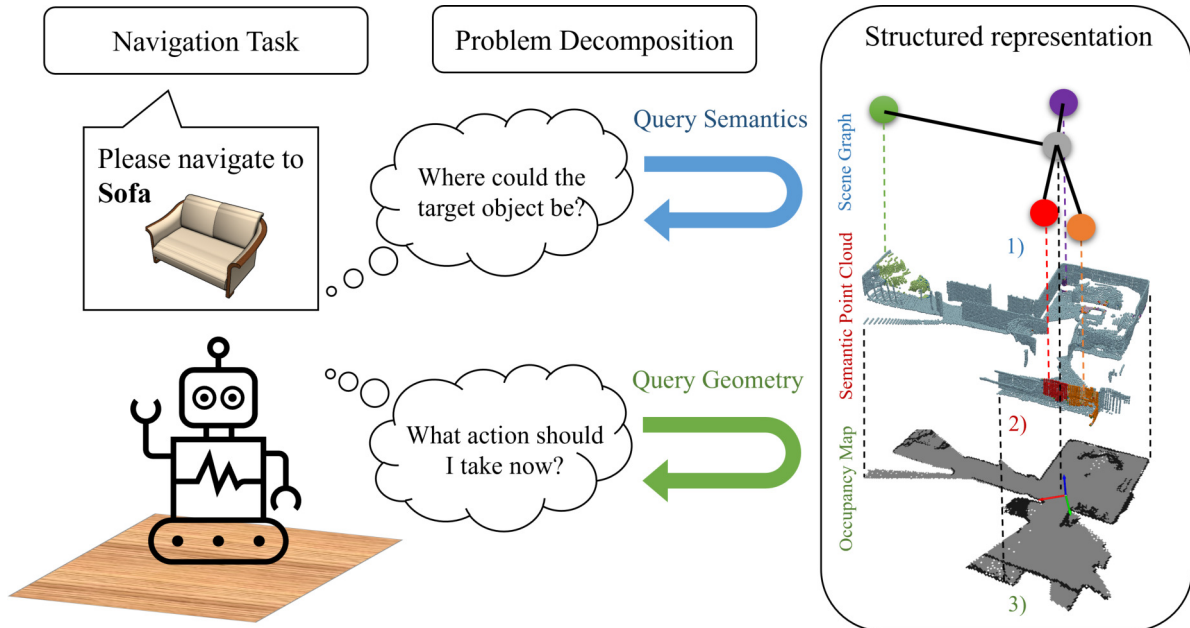 Navigation Task
Problem Decomposition
Structured representation
Please navigate to
Sofa
Where could the
target object be?
Query Semantics
What action should
I take now?
Query Geometry
Scene Graph
1)
Semantic Point Cloud
2)
Occupancy Map
3)